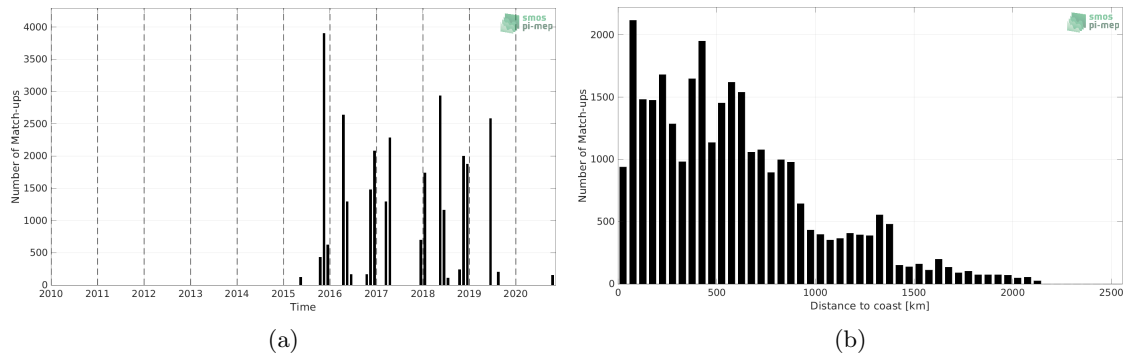 smos
pi-mep
4000
3500
3000
2500
2000
1500
1000
500
0
Number of Match-ups
2010 2011 2012 2013 2014 2015 2016 2017 2018 2019 2020
Time
(a)
smos
pi-mep
2000
1500
1000
500
0
Number of Match-ups
0 500 1000 1500 2000 2500
Distance to coast [km]
(b)